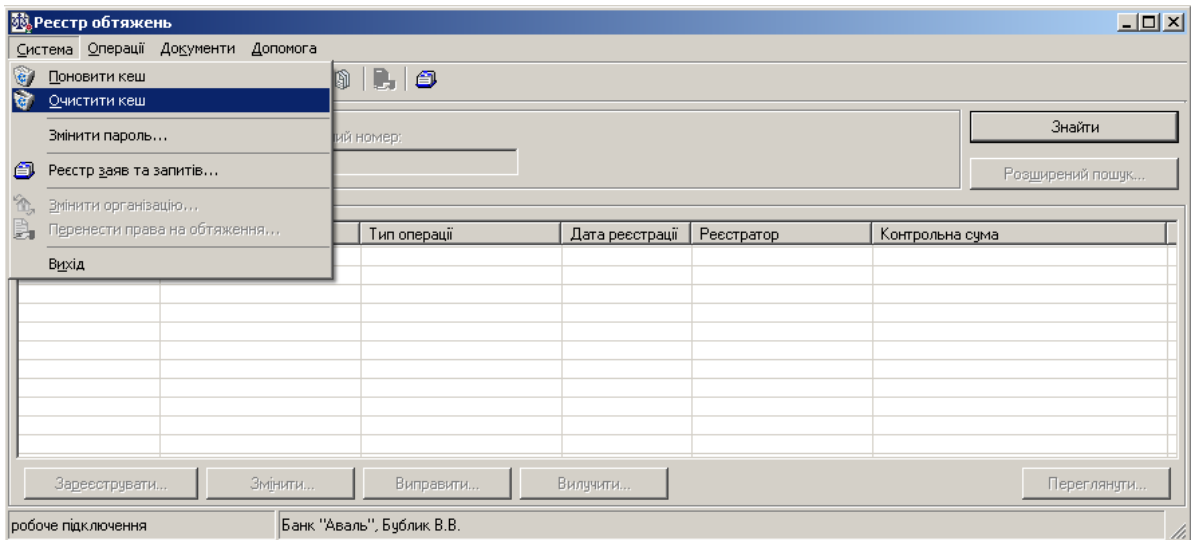 Реєстр обтяжень
Система Операції Документи Допомога
Поновити кеш
Очистити кеш
Змінити пароль...
Реєстр заяв та запитів...
Змінити організацію...
Перенести права на обтяження...
Вихід
номер:
Знайти
Розширений пошук...
Тип операції Дата реєстрації Реєстратор Контрольна сума
Зареєструвати... Змінити... Виправити... Вилучити... Переглянути...
робоче підключення Банк "Аваль", Бублик В.В.